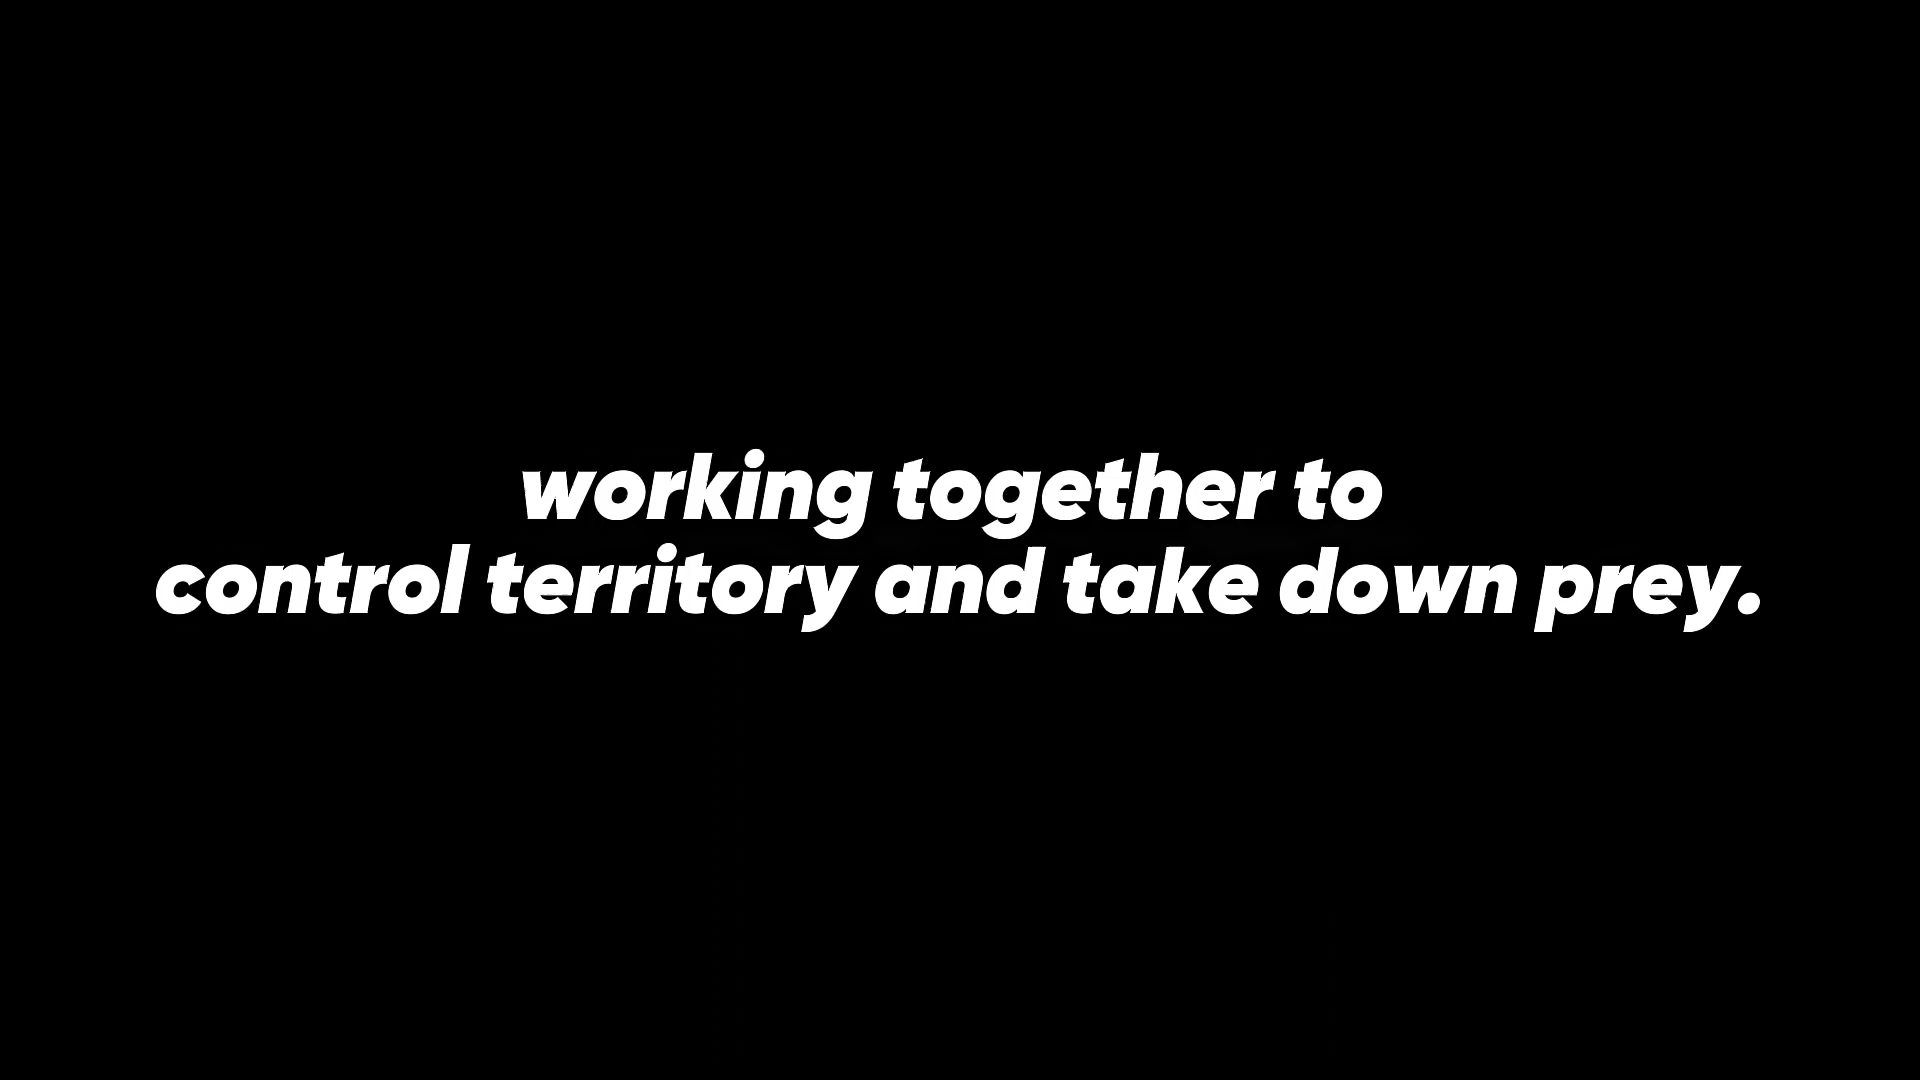 working together to
control territory and take down prey.